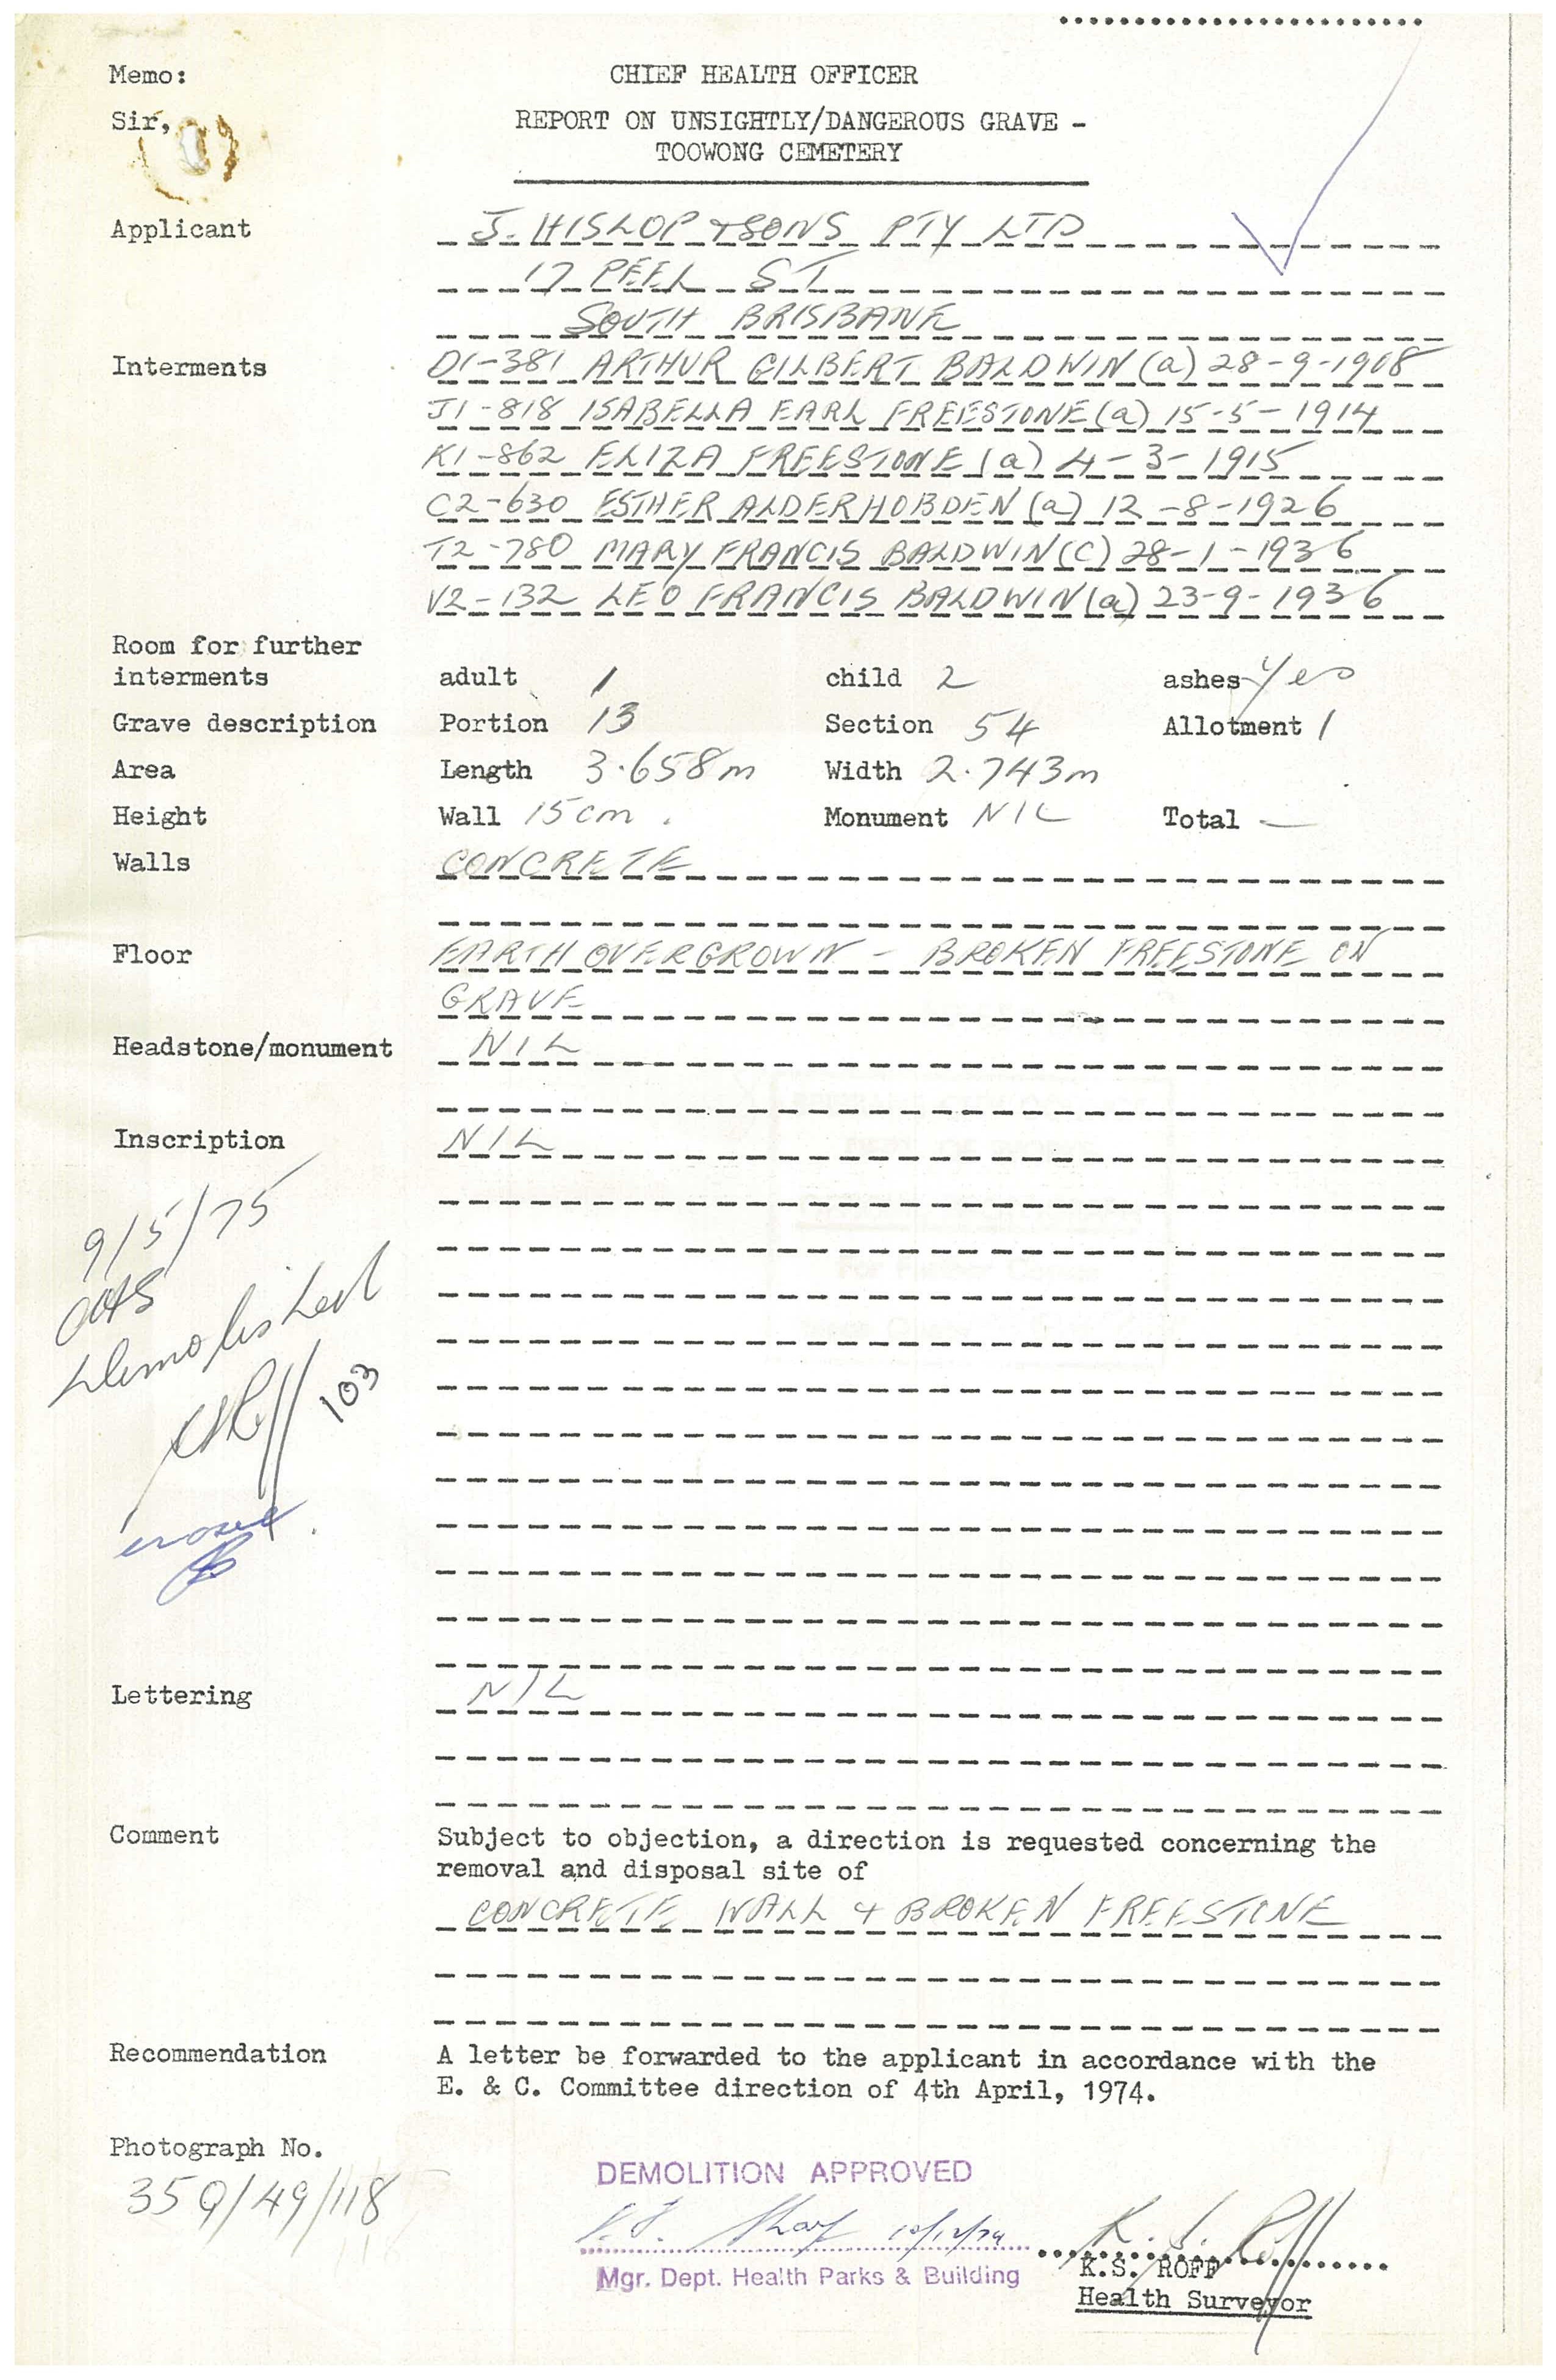 Memo: CHIEF HEALTH OFFICER
Sir, REPORT ON UNSIGHTLY/DANGEROUS GRAVE -
TOOWONG CEMETERY
Applicant J. HISLOP & SONS PTY LTD
17 PEEL ST
SOUTH BRISBANE
Interments D1-381 ARTHUR GILBERT BALDWIN (a) 28-9-1908
J1-818 ISABELLA EARL FREESTONE (a) 15-5-1914
K1-862 ELIZA FREESTONE (a) 4-3-1915
C2-630 ESTHER ALDERHOBDEN (a) 12-8-1926
T2-780 MARY FRANCIS BALDWIN (C) 28-1-1936
V2-132 LEO FRANCIS BALDWIN (a) 23-9-1936
Room for further
interments adult 1 child 2 ashes Yes
Grave description Portion 13 Section 54 Allotment 1
Area Length 3.658m Width 2.743m
Height Wall 15cm. Monument NIL Total —
Walls CONCRETE
Floor EARTH OVERGROWN - BROKEN FREESTONE ON
GRAVE
Headstone/monument NIL
Inscription NIL
9/5/75
Demolished
103
Lettering NIL
Comment Subject to objection, a direction is requested concerning the
removal and disposal site of
CONCRETE WALL & BROKEN FREESTONE
Recommendation A letter be forwarded to the applicant in accordance with the
E. & C. Committee direction of 4th April, 1974.
Photograph No.
359/49/118
DEMOLITION APPROVED
10/12/74
K.S. Roff
K.S. ROFF
Mgr. Dept. Health Parks & Building
Health Surveyor